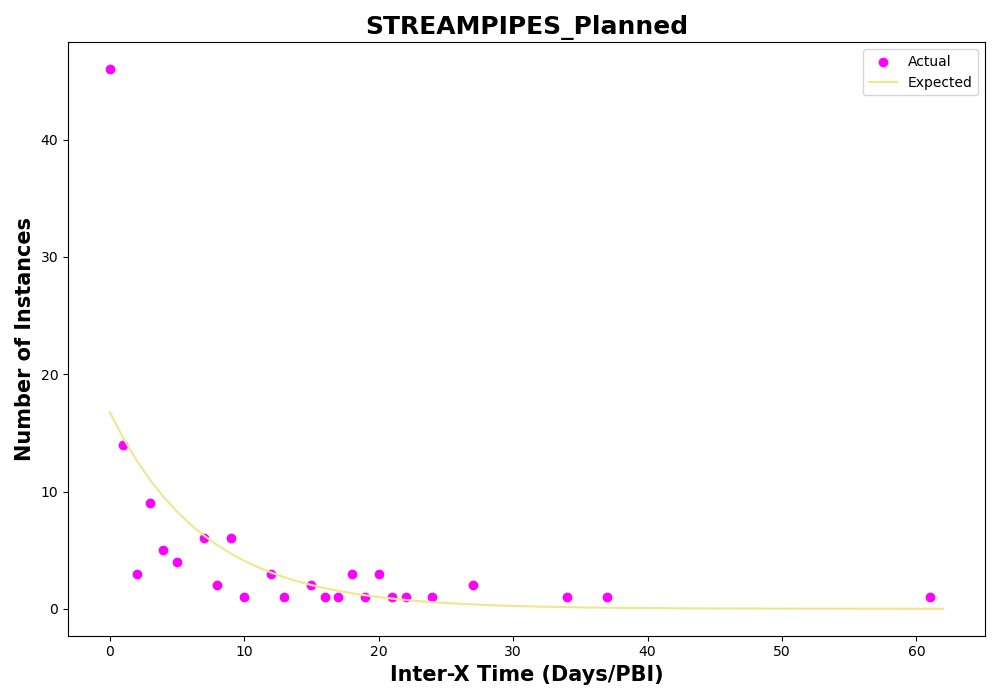 STREAMPIPES_Planned
Actual
Expected
Number of Instances
40
30
20
10
0
0 10 20 30 40 50 60
Inter-X Time (Days/PBI)